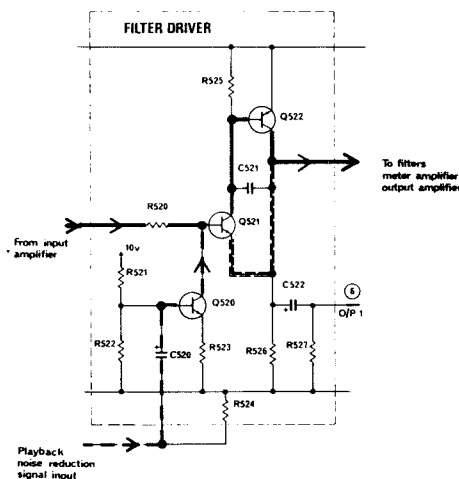 FILTER DRIVER
R525
Q522
C521
To filters
meter amplifier
output amplifier
R520
Q521
From input
amplifier
10v
R521
Q520
C522
6
O/P 1
R522
C520
R523
R526
R527
R524
Playback
noise reduction
signal input